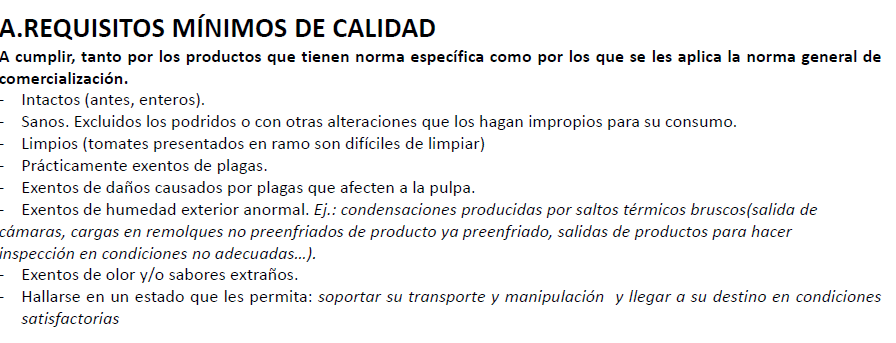 A.REQUISITOS MÍNIMOS DE CALIDAD
A cumplir, tanto por los productos que tienen norma específica como por los que se les aplica la norma general de
comercialización.
- Intactos (antes, enteros).
- Sanos. Excluidos los podridos o con otras alteraciones que los hagan impropios para su consumo.
- Limpios (tomates presentados en ramo son difíciles de limpiar)
- Prácticamente exentos de plagas.
- Exentos de daños causados por plagas que afecten a la pulpa.
- Exentos de humedad exterior anormal. Ej.: condensaciones producidas por saltos térmicos bruscos(salida de
cámaras, cargas en remolques no preenfriados de producto ya preenfriado, salidas de productos para hacer
inspección en condiciones no adecuadas…).
- Exentos de olor y/o sabores extraños.
- Hallarse en un estado que les permita: soportar su transporte y manipulación y llegar a su destino en condiciones
satisfactorias